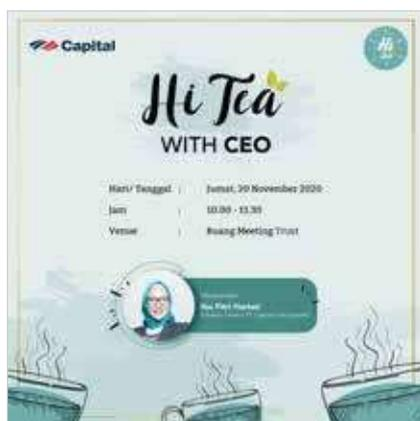 Capital
Hi
Hi Tea
WITH CEO
Hari/ Tanggal : Jumat, 20 November 2020
Jam : 10.00 - 11.30
Venue : Ruang Meeting Trust